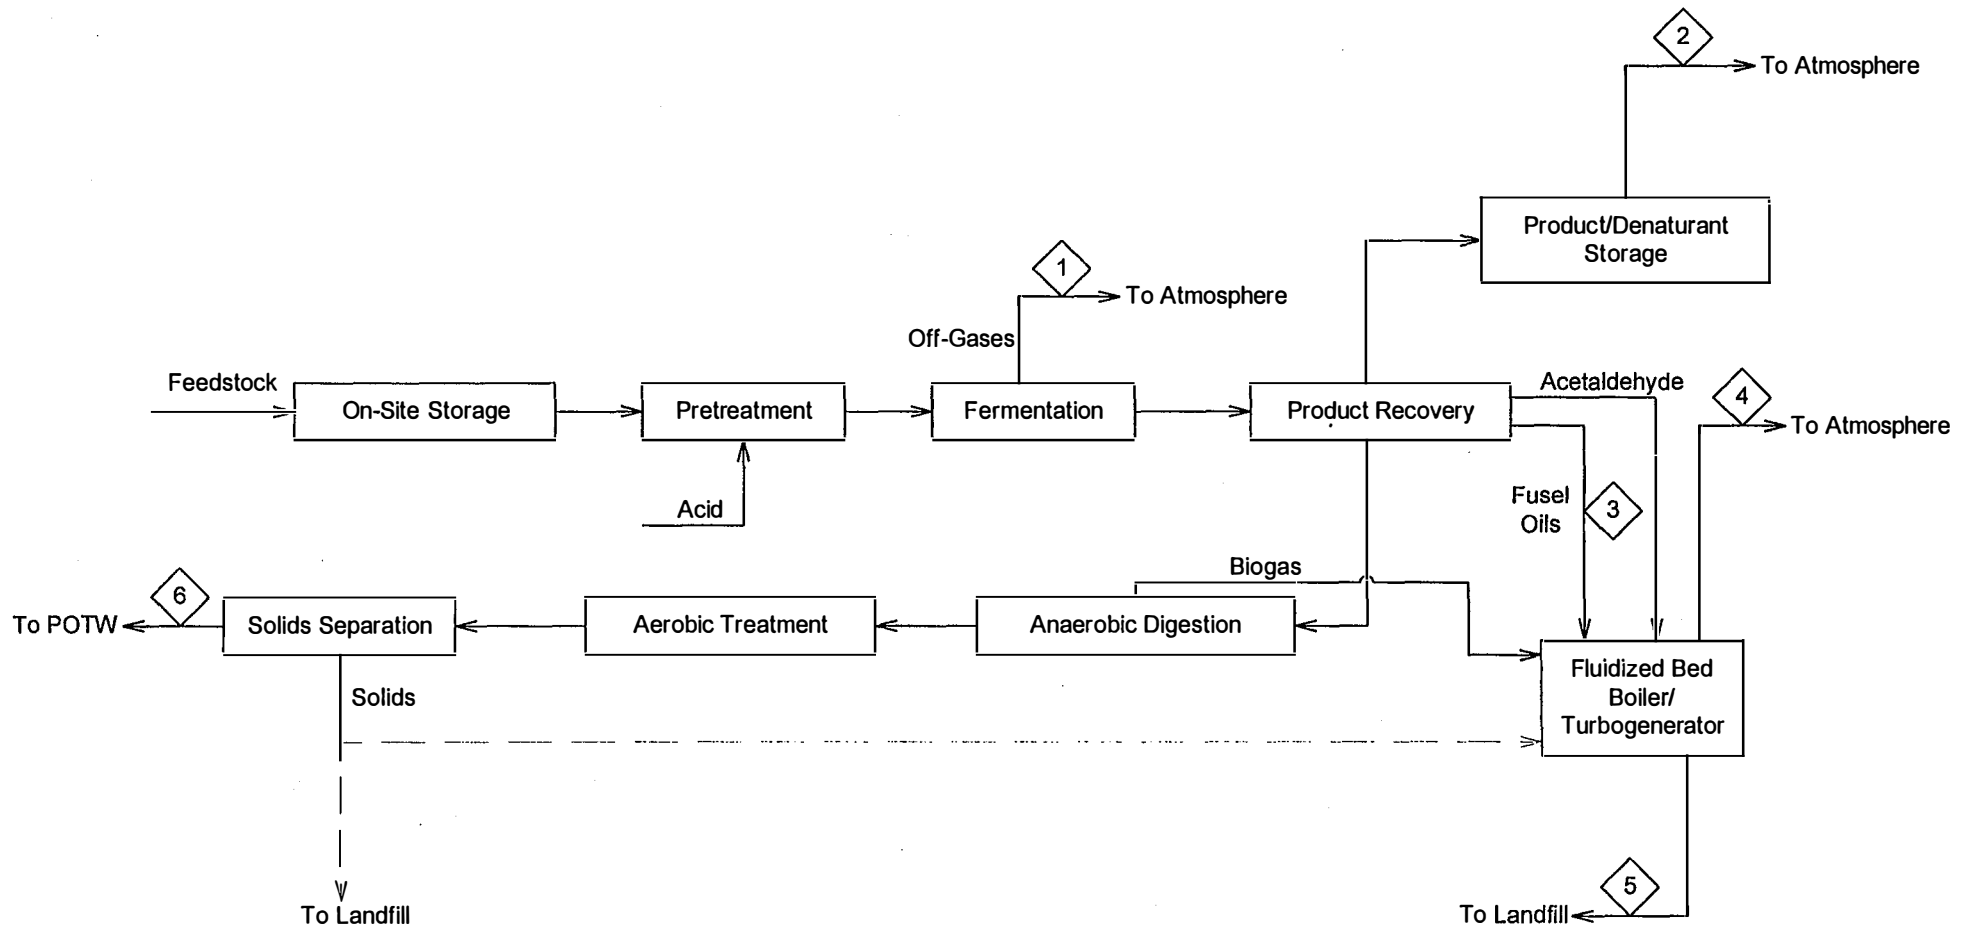 2
To Atmosphere
Product/Denaturant
Storage
1
To Atmosphere
Off-Gases
Feedstock
On-Site Storage
Pretreatment
Fermentation
Product Recovery
Acetaldehyde
4
To Atmosphere
Acid
Fusel
Oils
3
Biogas
6
To POTW
Solids Separation
Aerobic Treatment
Anaerobic Digestion
Fluidized Bed
Boiler/
Turbogenerator
Solids
5
To Landfill
To Landfill